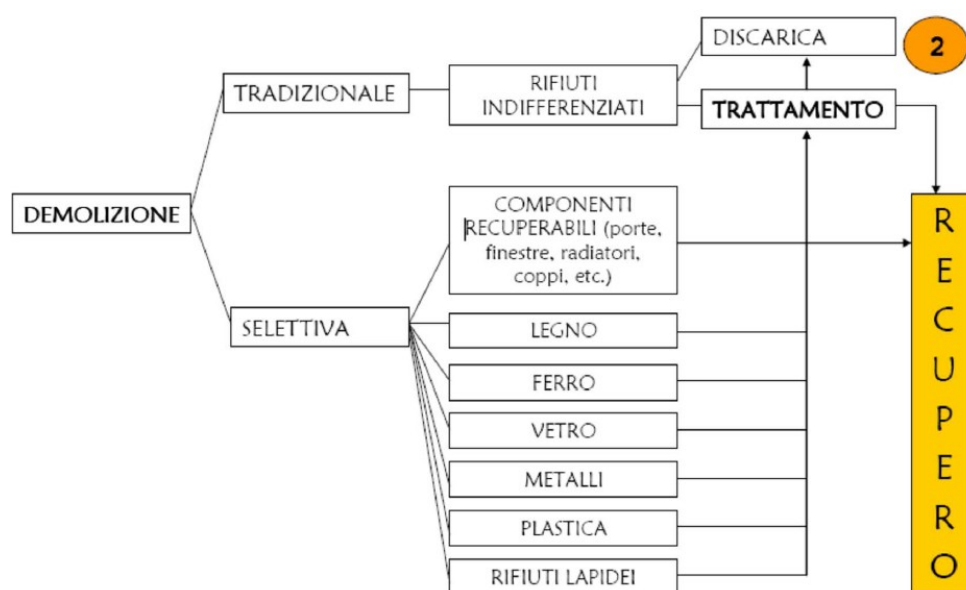 DISCARICA
2
TRADIZIONALE
RIFIUTI
INDIFFERENZIATI
TRATTAMENTO
DEMOLIZIONE
COMPONENTI
RECUPERABILI (porte,
finestre, radiatori,
coppi, etc.)
SELETTIVA
LEGNO
FERRO
VETRO
METALLI
PLASTICA
RIFIUTI LAPIDEI
R
E
C
U
P
E
R
O